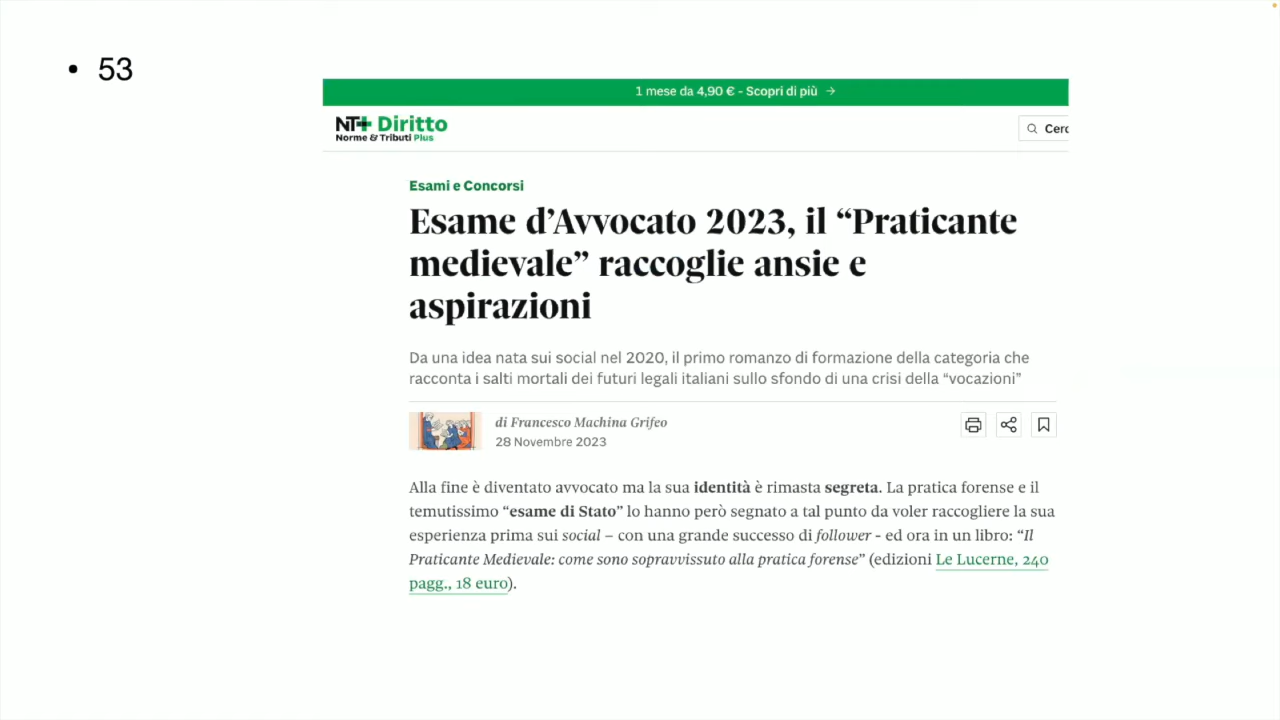 • 53
1 mese da 4,90 € - Scopri di più →
NT+ Diritto
Norme & Tributi Plus
Cerc
Esami e Concorsi
Esame d’Avvocato 2023, il “Praticante
medievale” raccoglie ansie e
aspirazioni
Da una idea nata sui social nel 2020, il primo romanzo di formazione della categoria che
racconta i salti mortali dei futuri legali italiani sullo sfondo di una crisi della “vocazioni”
di Francesco Machina Grifeo
28 Novembre 2023
Alla fine è diventato avvocato ma la sua identità è rimasta segreta. La pratica forense e il
temutissimo “esame di Stato” lo hanno però segnato a tal punto da voler raccogliere la sua
esperienza prima sui social – con una grande successo di follower - ed ora in un libro: “Il
Praticante Medievale: come sono sopravvissuto alla pratica forense” (edizioni Le Lucerne, 240
pagg., 18 euro).